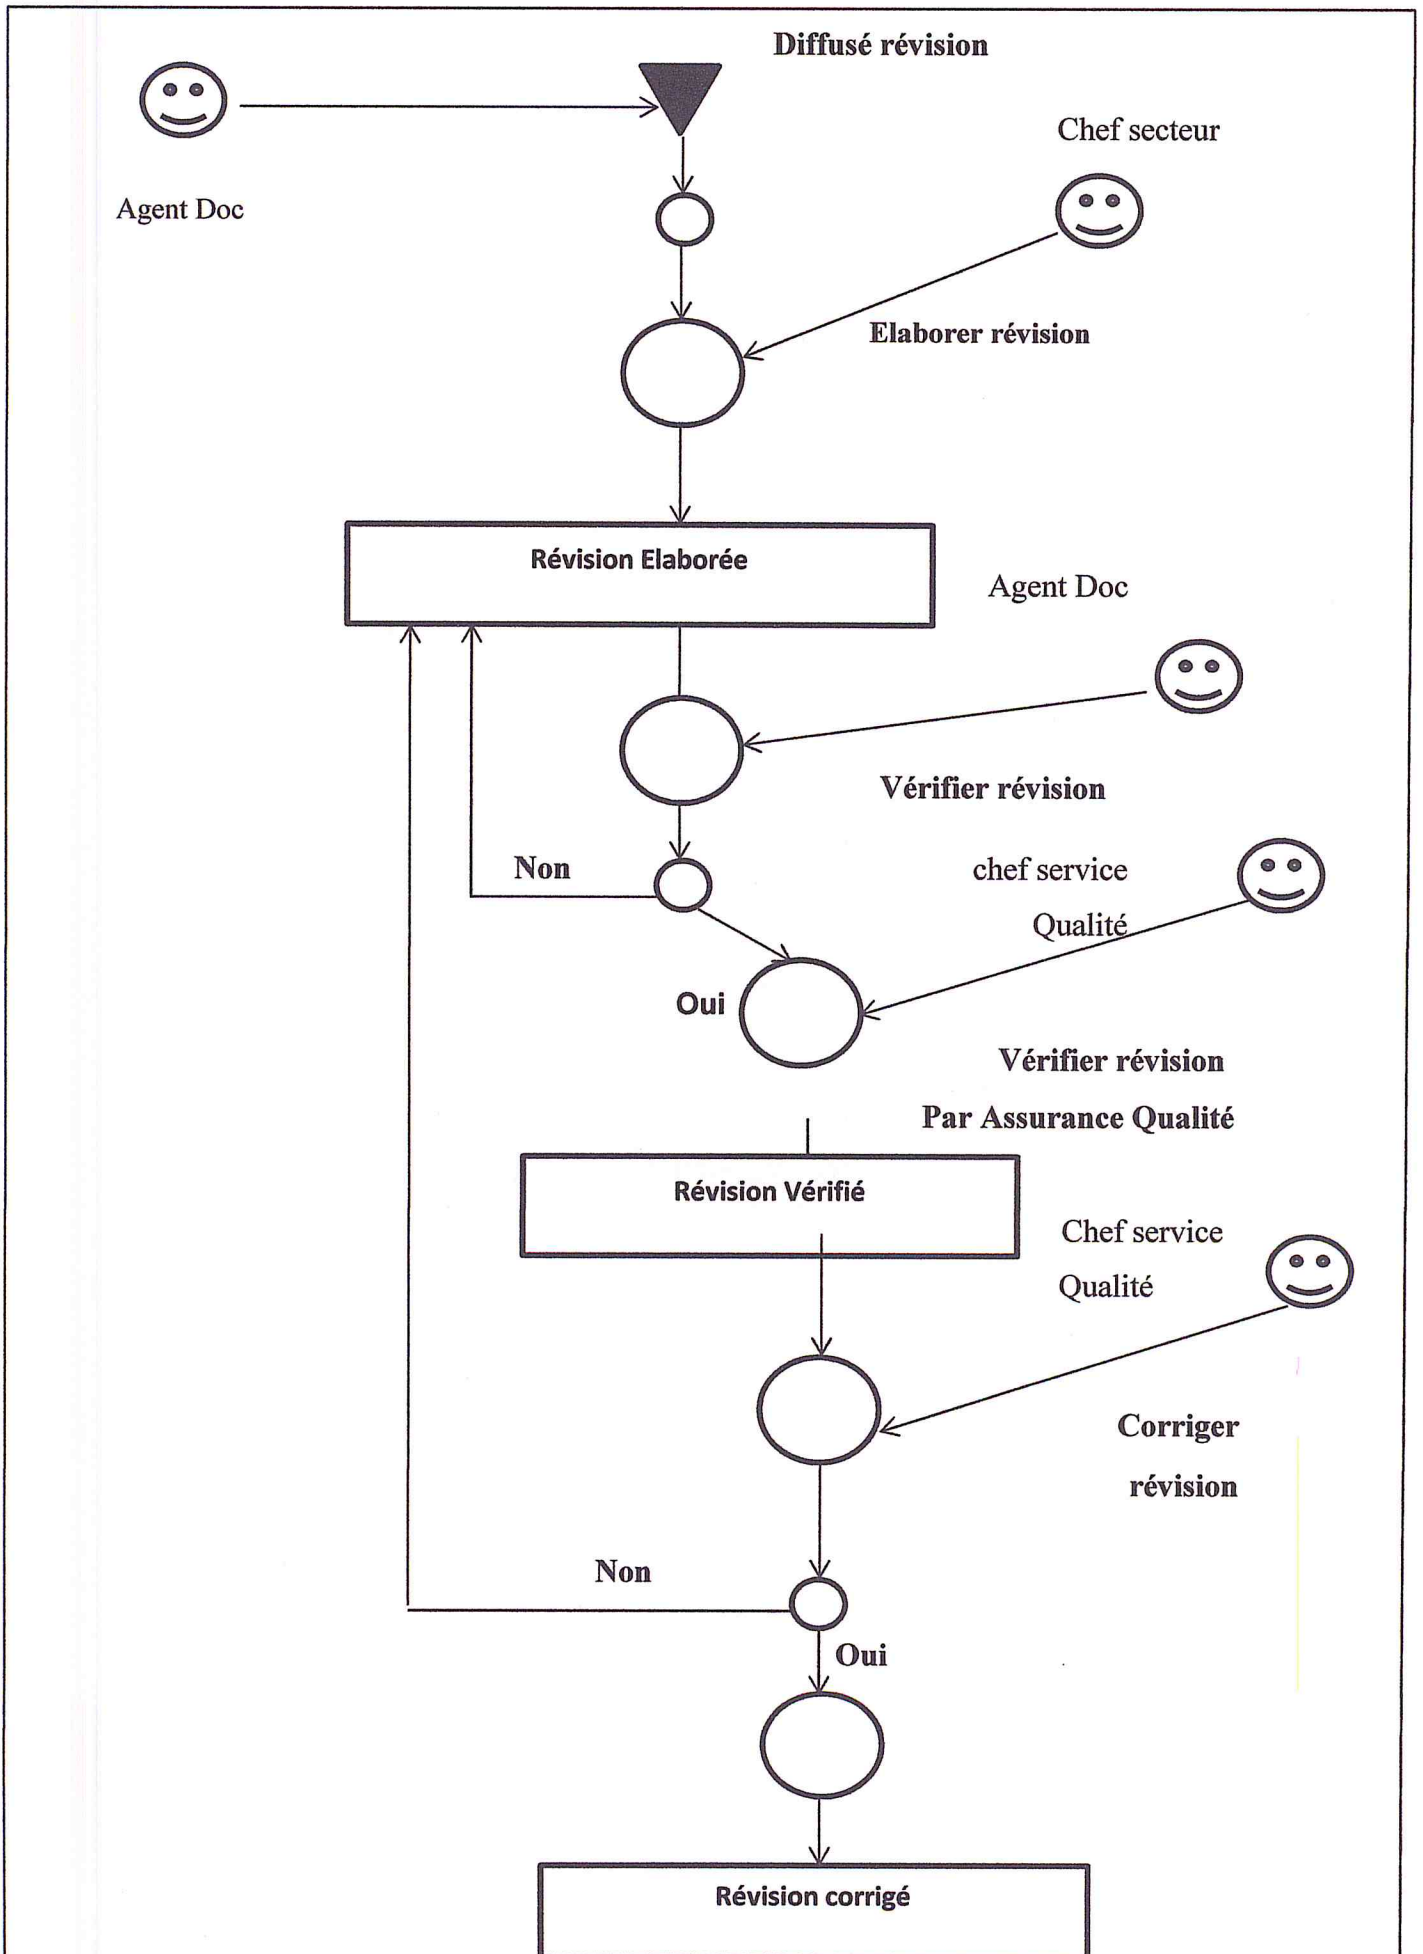 Diffusé révision
Chef secteur
Agent Doc
Elaborer révision
Révision Elaborée
Agent Doc
Vérifier révision
Non
chef service
Qualité
Oui
Vérifier révision
Par Assurance Qualité
Révision Vérifié
Chef service
Qualité
Corriger
révision
Non
Oui
Révision corrigé